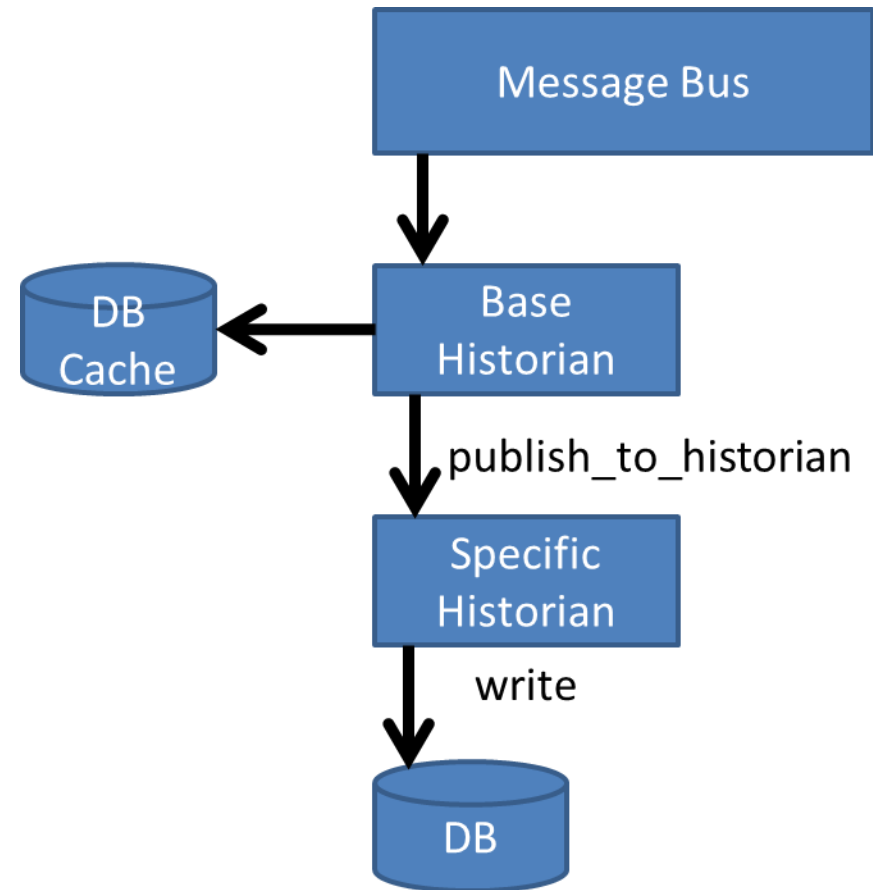 Message Bus
DB
Cache
Base
Historian
publish_to_historian
Specific
Historian
write
DB